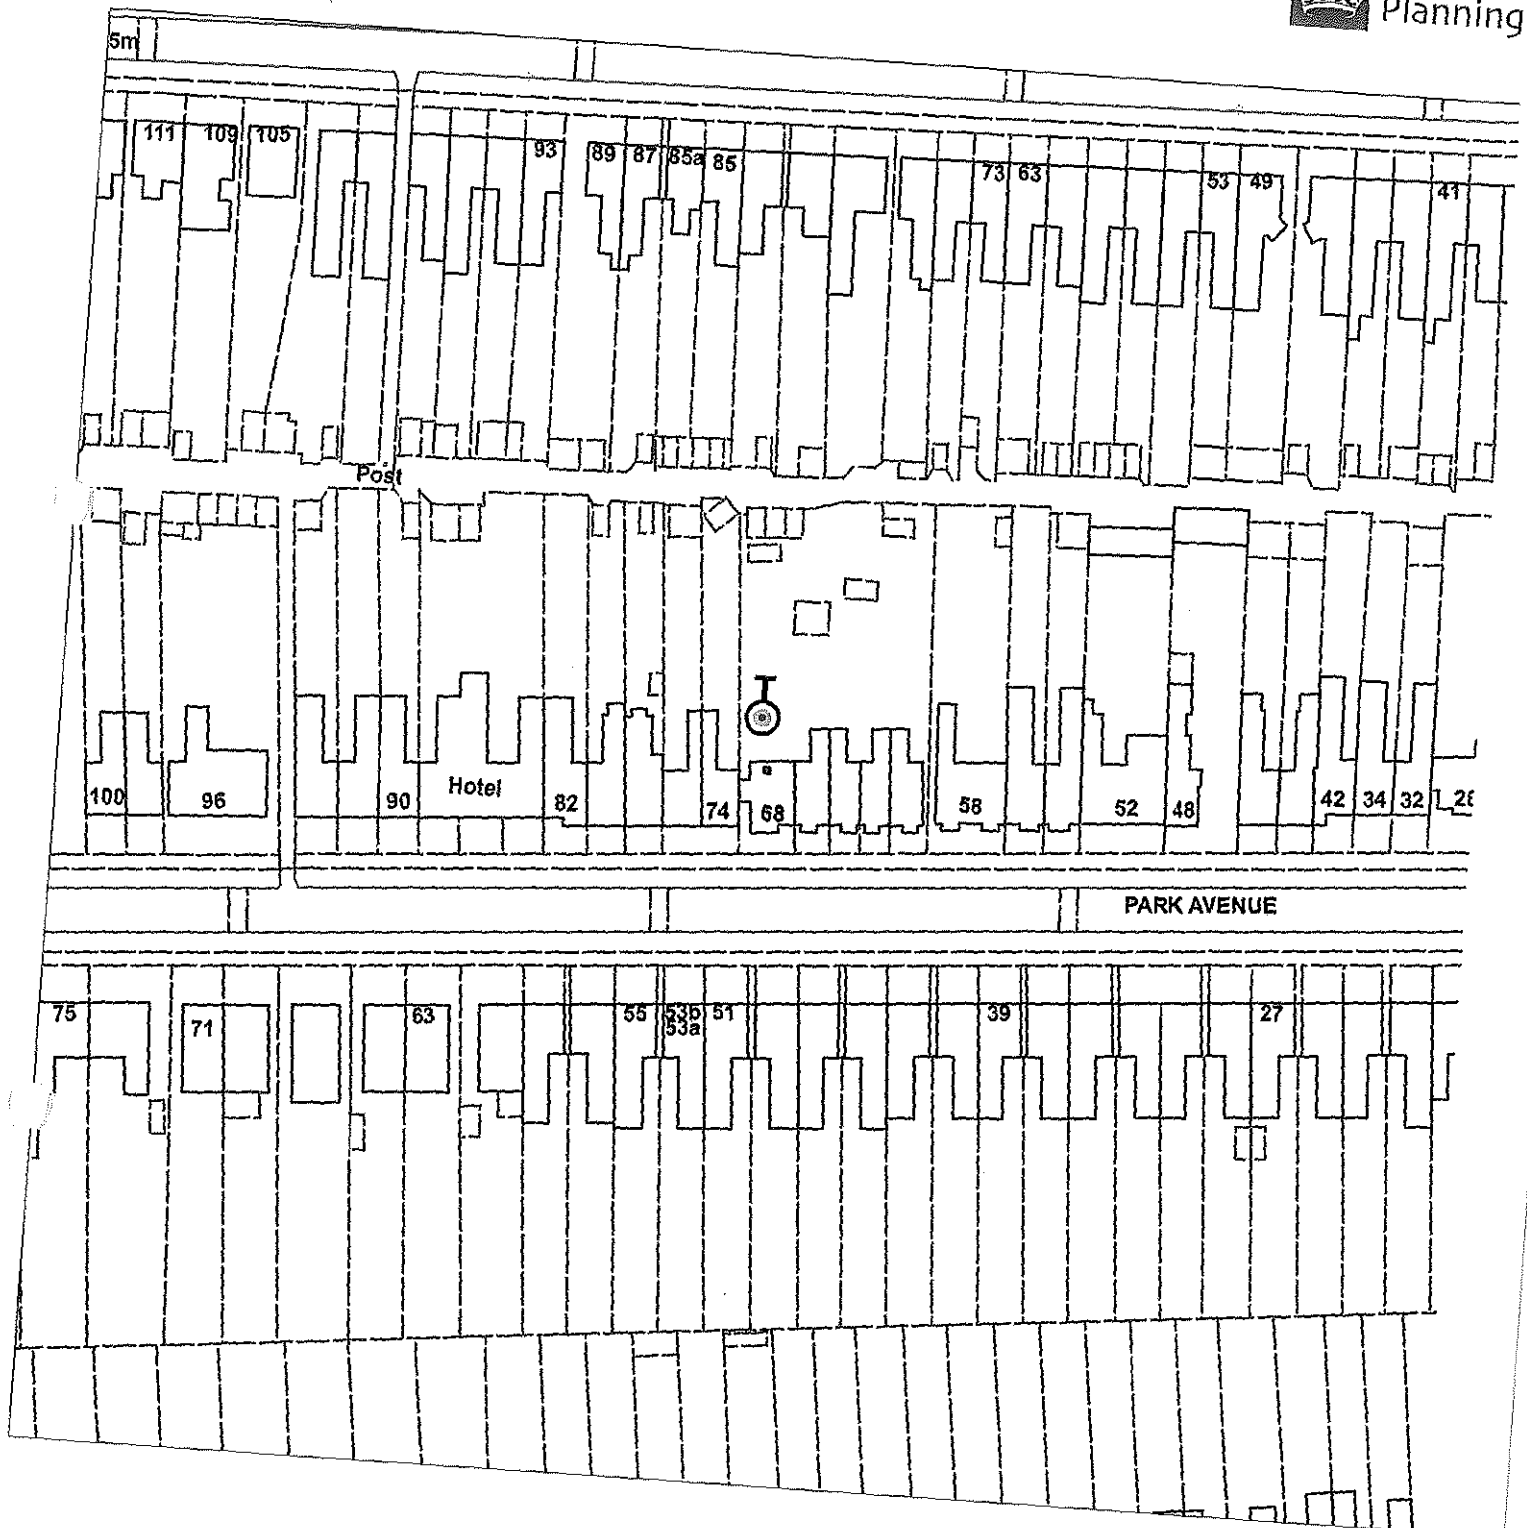 Planning
5m
111 109 105
93 89 87 85a 85
73 63
53 49
41
Post
100 96 90 Hotel 82 74 68 58 52 48 42 34 32
T
PARK AVENUE
75 71 63 55 53b 51 39 27
53a